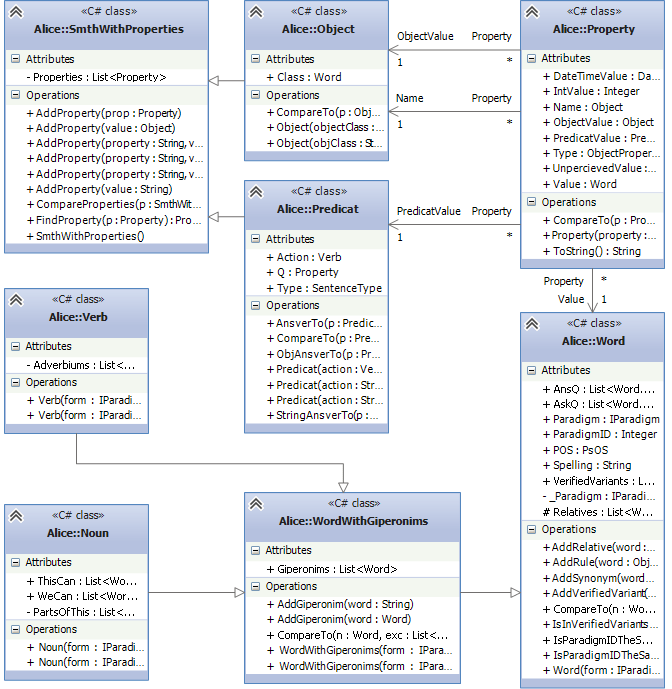 «C# class»
Alice::SmthWithProperties
Attributes
- Properties : List<Property>
Operations
+ AddProperty(prop : Property)
+ AddProperty(value : Object)
+ AddProperty(property : String, v...
+ AddProperty(property : String, v...
+ AddProperty(property : String, v...
+ AddProperty(value : String)
+ CompareProperties(p : SmthWit...
+ FindProperty(p : Property) : Pro...
+ SmthWithProperties()
«C# class»
Alice::Object
Attributes
+ Class : Word
Operations
+ CompareTo(p : Obj...
+ Object(objectClass : ...
+ Object(objClass : St...
ObjectValue Property
1 *
Name Property
1 *
«C# class»
Alice::Property
Attributes
+ DateTimeValue : Da...
+ IntValue : Integer
+ Name : Object
+ ObjectValue : Object
+ PredicatValue : Pre...
+ Type : ObjectProper...
+ UnpercievedValue : ...
+ Value : Word
Operations
+ CompareTo(p : Pro...
+ Property(property : ...
+ ToString() : String
«C# class»
Alice::Predicat
Attributes
+ Action : Verb
+ Q : Property
+ Type : SentenceType
Operations
+ AnsverTo(p : Predic...
+ CompareTo(p : Pre...
+ ObjAnsverTo(p : Pr...
+ Predicat(action : Ve...
+ Predicat(action : Str...
+ Predicat(action : Str...
+ StringAnsverTo(p : ...
PredicatValue Property
1 *
Property *
Value 1
«C# class»
Alice::Verb
Attributes
- Adverbiums : List<...
Operations
+ Verb(form : IParadi...
+ Verb(form : IParadi...
«C# class»
Alice::Word
Attributes
+ AnsQ : List<Word....
+ AskQ : List<Word....
+ Paradigm : IParadigm
+ ParadigmID : Integer
+ POS : PsOS
+ Spelling : String
+ VerifiedVariants : L...
- _Paradigm : IParadi...
# Relatives : List<W...
Operations
+ AddRelative(word : ...
+ AddRule(word : Obj...
+ AddSynonym(word ...
+ AddVerifiedVariant(...
+ CompareTo(n : Wor...
+ IsInVerifiedVariants...
+ IsParadigmIDTheSa...
+ IsParadigmIDTheSa...
+ Word(form : IParad...
«C# class»
Alice::Noun
Attributes
+ ThisCan : List<Wo...
+ WeCan : List<Wor...
- PartsOfThis : List<...
Operations
+ Noun(form : IParad...
+ Noun(form : IParad...
«C# class»
Alice::WordWithGiperonims
Attributes
+ Giperonims : List<Word>
Operations
+ AddGiperonim(word : String)
+ AddGiperonim(word : Word)
+ CompareTo(n : Word, exc : List<...
+ WordWithGiperonims(form : IPara...
+ WordWithGiperonims(form : IPara...